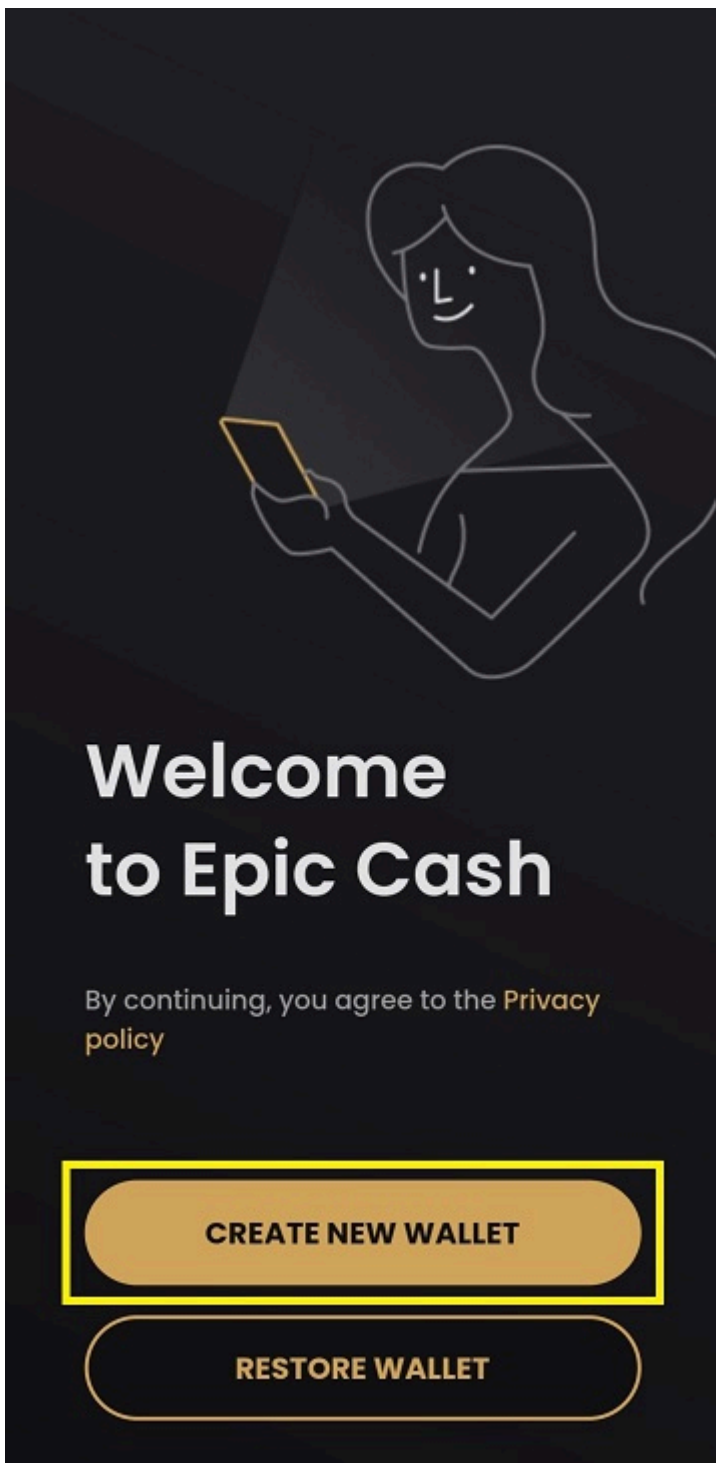 Welcome
to Epic Cash
By continuing, you agree to the Privacy
policy
CREATE NEW WALLET
RESTORE WALLET